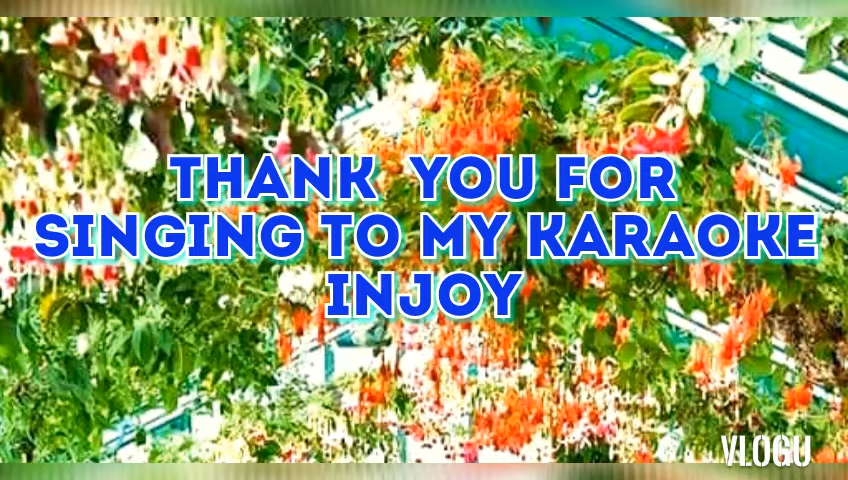 THANK YOU FOR
SINGING TO MY KARAOKE
INJOY
VLOGU